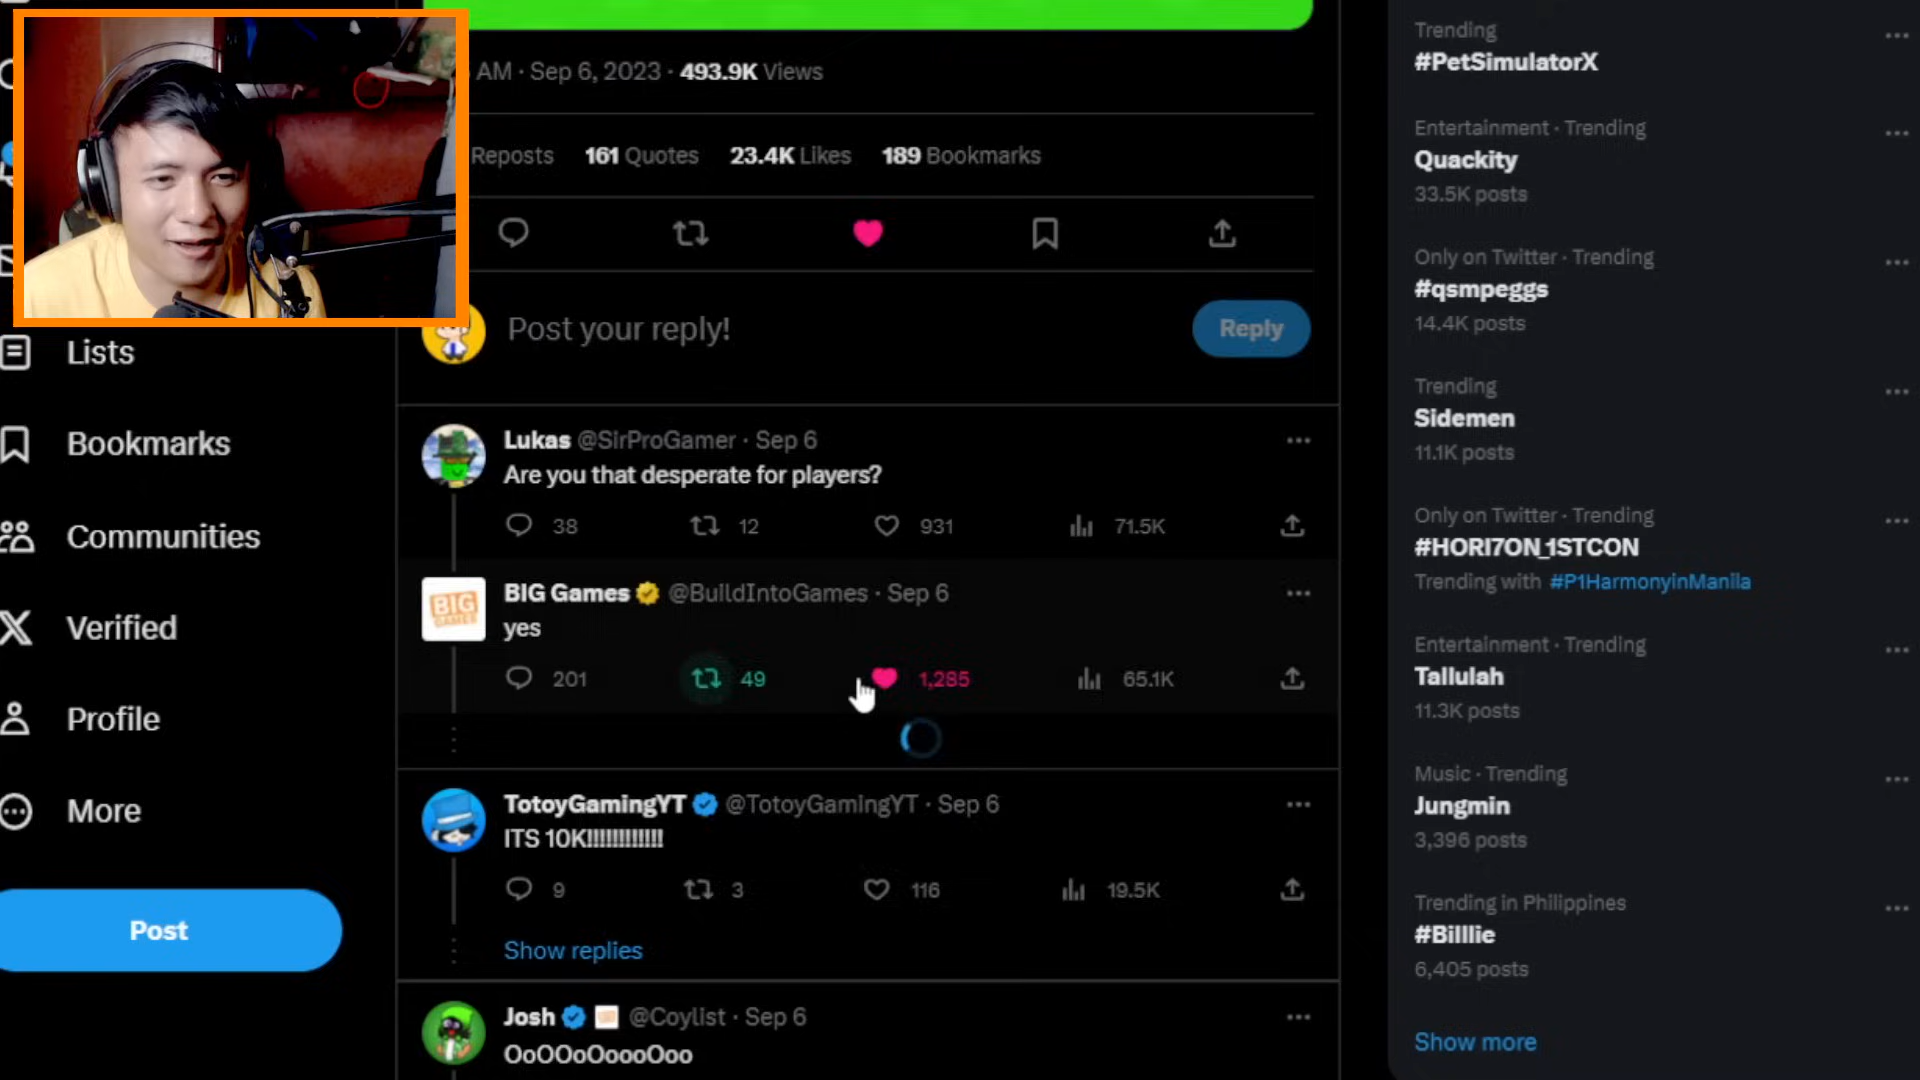 AM · Sep 6, 2023 · 493.9K Views
Reposts 161 Quotes 23.4K Likes 189 Bookmarks
Post your reply!
Reply
Lukas @SirProGamer · Sep 6
Are you that desperate for players?
38 12 931 71.5K
BIG GAMES
BIG Games @BuildIntoGames · Sep 6
yes
201 49 1,285 65.1K
TotoyGamingYT @TotoyGamingYT · Sep 6
ITS 10K!!!!!!!!!!!!!
9 3 116 19.5K
Show replies
Josh @Coylist · Sep 6
OoOOoOoooOoo
Lists
Bookmarks
Communities
Verified
Profile
More
Post
Trending
#PetSimulatorX
Entertainment · Trending
Quackity
33.5K posts
Only on Twitter · Trending
#qsmpeggs
14.4K posts
Trending
Sidemen
11.1K posts
Only on Twitter · Trending
#HORI7ON_1STCON
Trending with #P1HarmonyinManila
Entertainment · Trending
Tallulah
11.3K posts
Music · Trending
Jungmin
3,396 posts
Trending in Philippines
#Billlie
6,405 posts
Show more